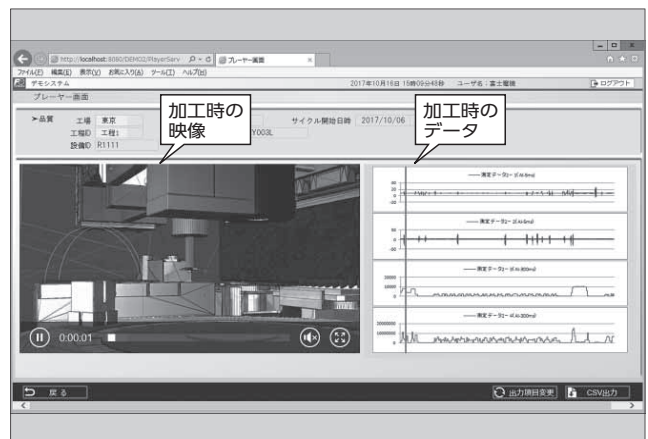 http://localhost:8080/DEMO2/PlayerServ
プレーヤー画面
ファイル(F) 編集(E) 表示(V) お気に入り(A) ツール(T) ヘルプ(H)
デモシステム
2017年10月16日 15時09分48秒
ユーザ名:富士電機
ログアウト
プレーヤー画面
加工時の
映像
加工時の
データ
➤品質
工場 東京
サイクル開始日時 2017/10/06
工程ID 工程1
Y003L
設備ID R1111
0:00:01
戻る
出力項目変更
CSV出力